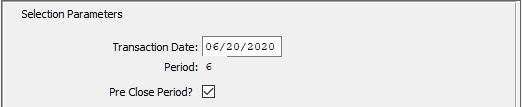 Selection Parameters
Transaction Date: 06/20/2020
Period: 6
Pre Close Period?